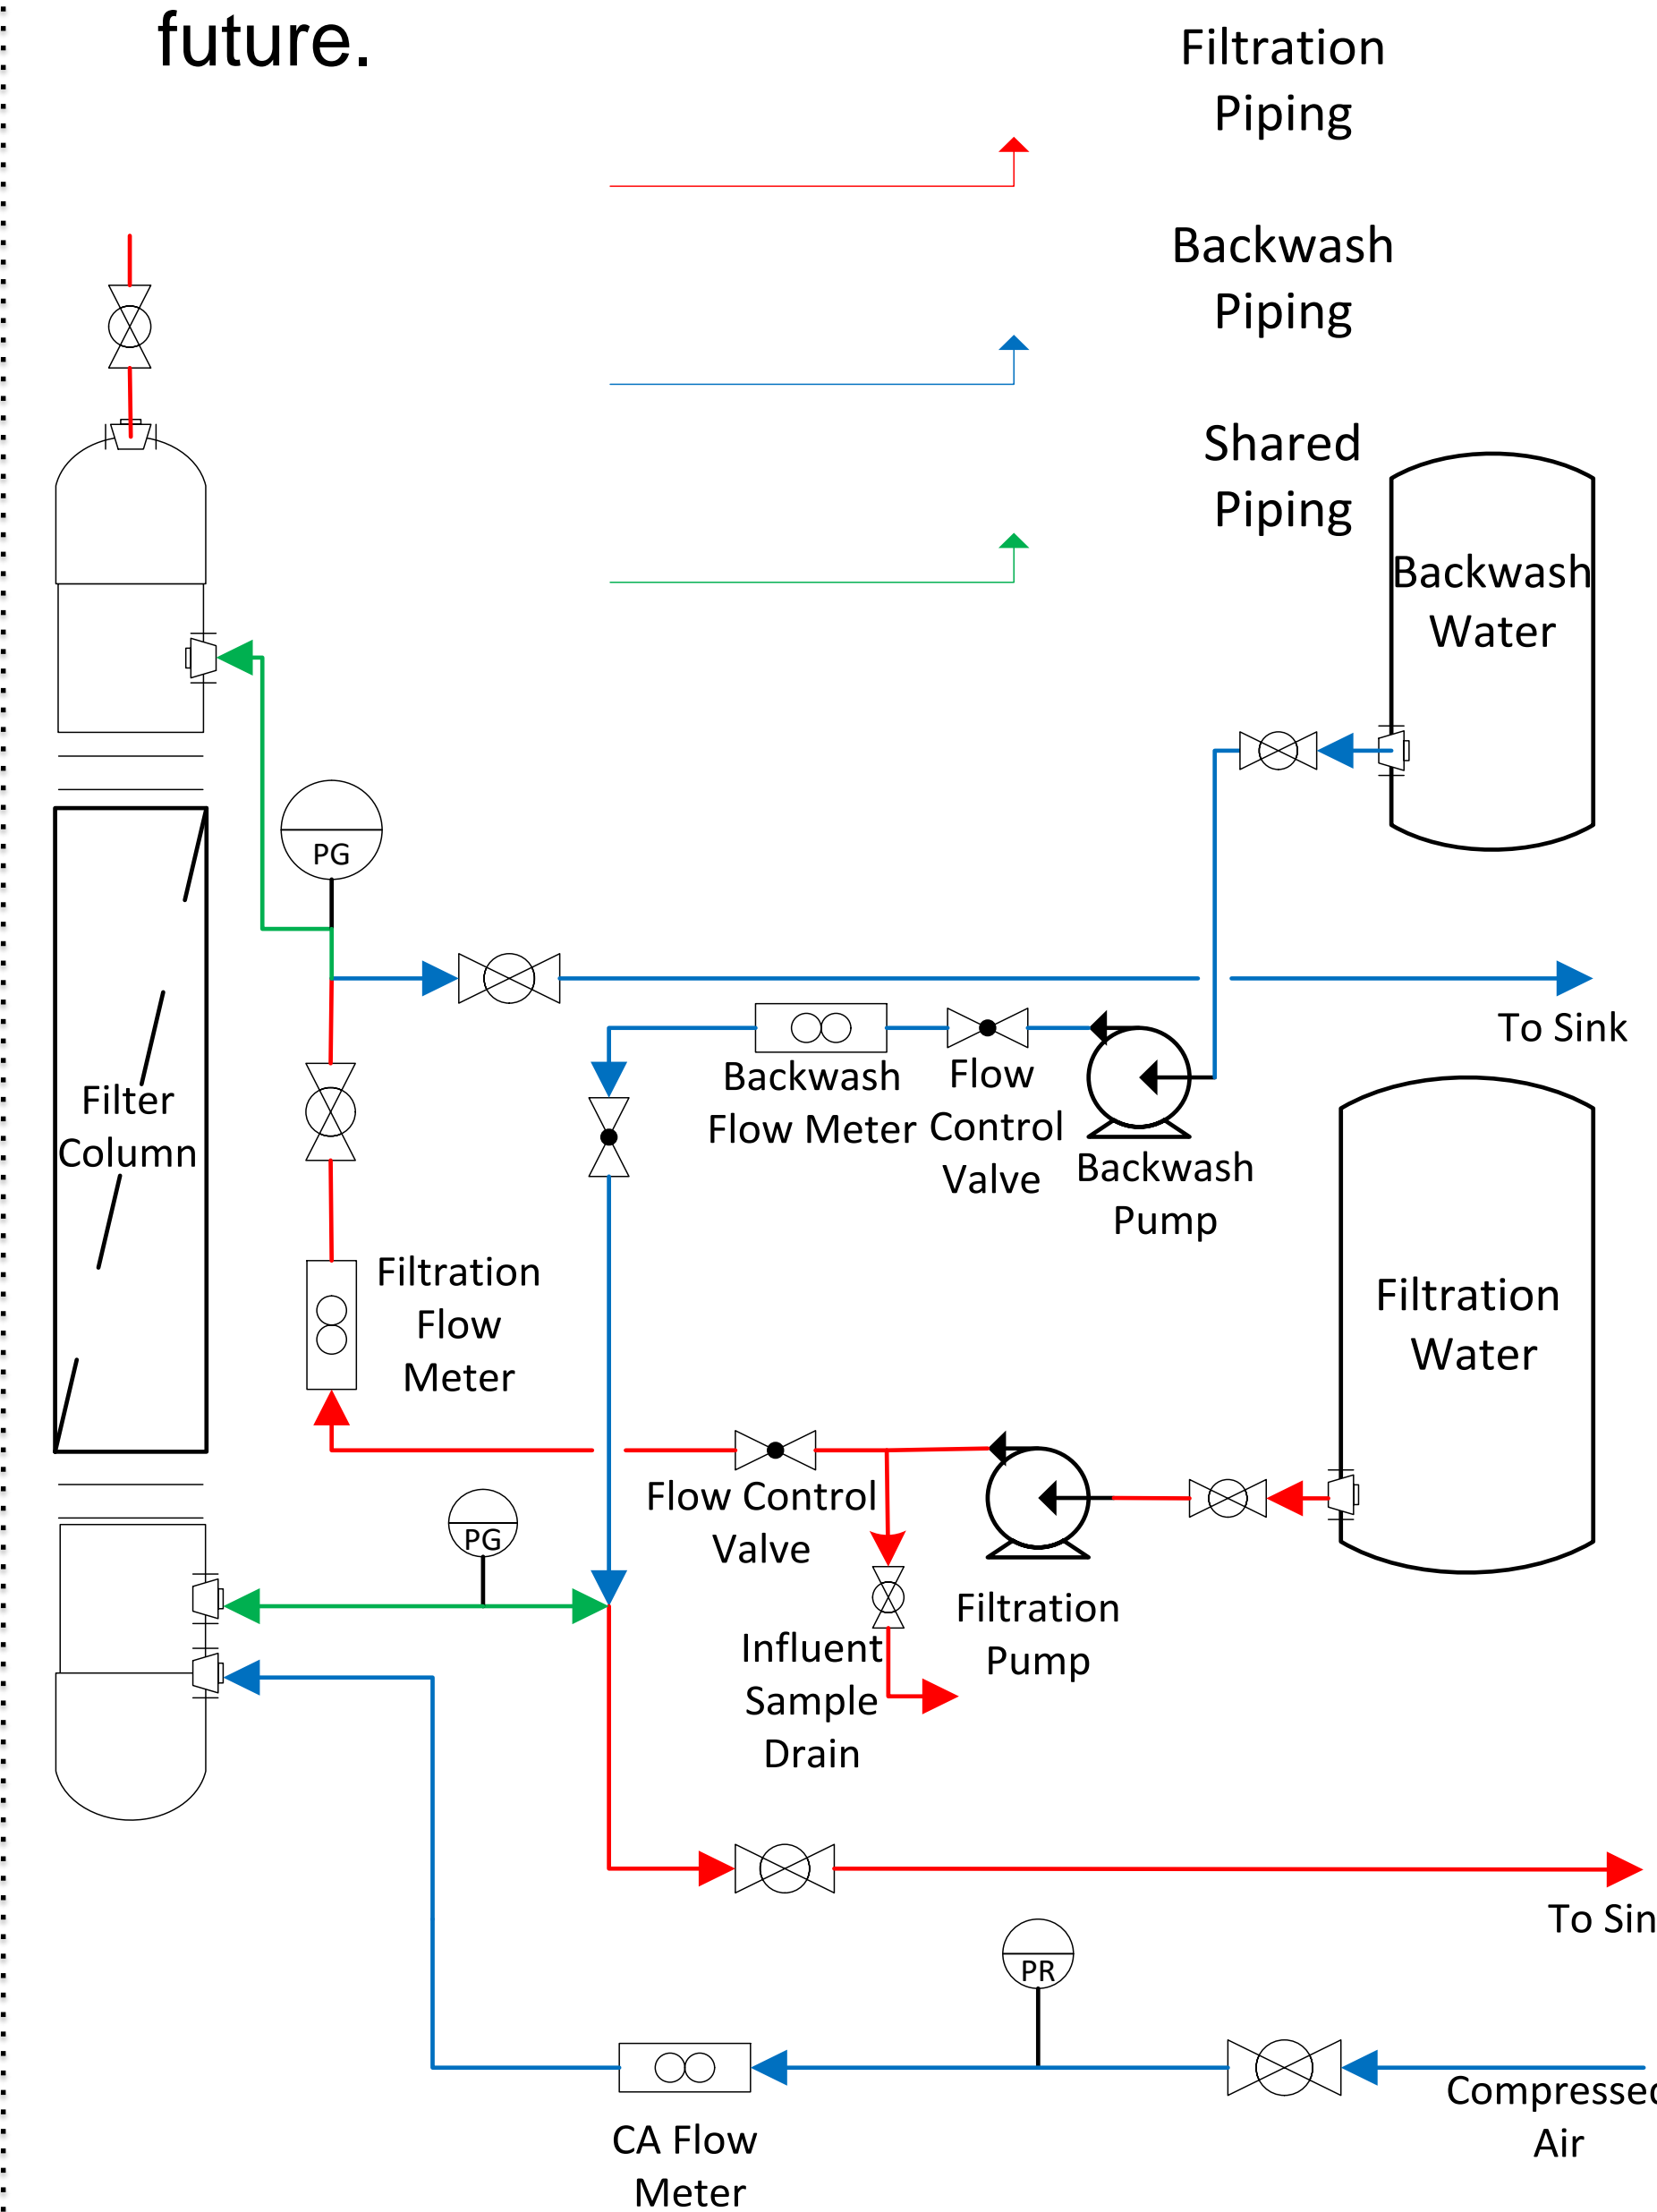 future.
Filtration
Piping
Backwash
Piping
Shared
Piping
Backwash
Water
PG
To Sink
Backwash
Flow Meter
Flow
Control
Valve
Backwash
Pump
Filter
Column
Filtration
Flow
Meter
Filtration
Water
Flow Control
Valve
PG
Filtration
Pump
Influent
Sample
Drain
To Sin
PR
Compressed
Air
CA Flow
Meter